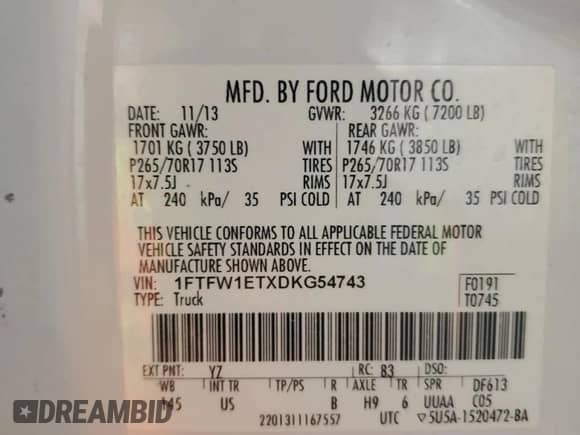 MFD. BY FORD MOTOR CO.
DATE: 11/13 GVWR: 3266 KG ( 7200 LB)
FRONT GAWR: REAR GAWR:
1701 KG ( 3750 LB) WITH 1746 KG ( 3850 LB) WITH
P265/70R17 113S TIRES P265/70R17 113S TIRES
17x7.5J RIMS 17x7.5J RIMS
AT 240 kPa/ 35 PSI COLD AT 240 kPa/ 35 PSI COLD
THIS VEHICLE CONFORMS TO ALL APPLICABLE FEDERAL MOTOR
VEHICLE SAFETY STANDARDS IN EFFECT ON THE DATE OF
MANUFACTURE SHOWN ABOVE.
VIN: 1FTFW1ETXDKG54743 F0191
TYPE: Truck T0745
EXT PNT: YZ RC: 83 DSO:
WB INT TR TP/PS R AXLE TR SPR DF613
145 US B H9 6 UUAA C05
2201311167557 UTC ▽5U5A-1520472-BA
DREAMBID